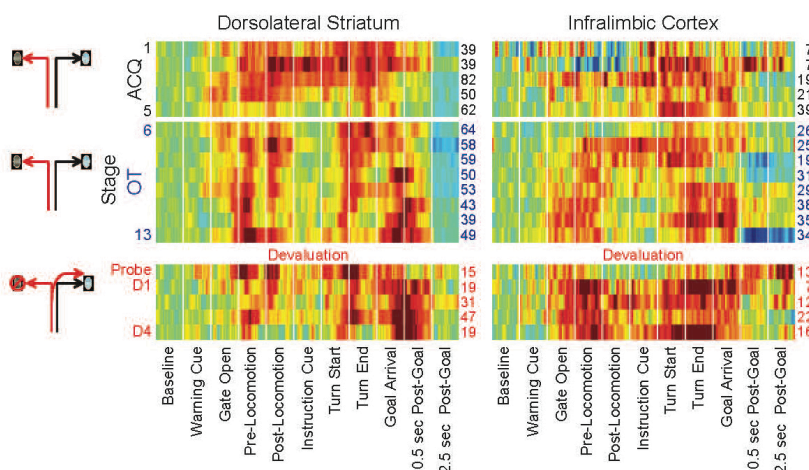 Dorsolateral Striatum
Infralimbic Cortex
Stage
ACQ
1
5
39
39
82
50
62
7
19
21
39
OT
6
13
64
58
59
50
53
43
39
49
26
25
19
31
29
38
35
34
Devaluation
Devaluation
Probe
D1
D4
15
19
31
47
19
13
12
22
16
Baseline
Warning Cue
Gate Open
Pre-Locomotion
Post-Locomotion
Instruction Cue
Turn Start
Turn End
Goal Arrival
0.5 sec Post-Goal
2.5 sec Post-Goal
Baseline
Warning Cue
Gate Open
Pre-Locomotion
Post-Locomotion
Instruction Cue
Turn Start
Turn End
Goal Arrival
0.5 sec Post-Goal
2.5 sec Post-Goal